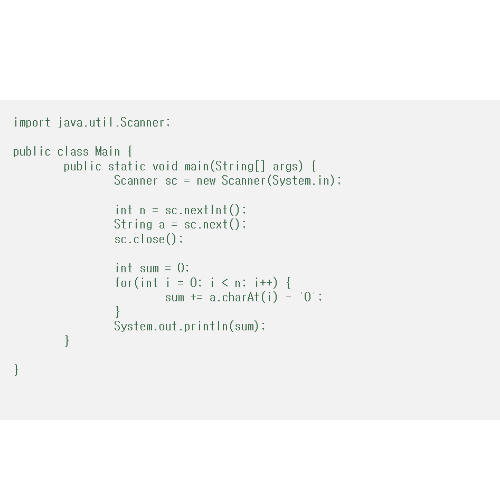 import java.util.Scanner;
public class Main {
public static void main(String[] args) {
Scanner sc = new Scanner(System.in);
int n = sc.nextInt();
String a = sc.next();
sc.close();
int sum = 0;
for(int i = 0; i < n; i++) {
sum += a.charAt(i) - '0';
}
System.out.println(sum);
}
}